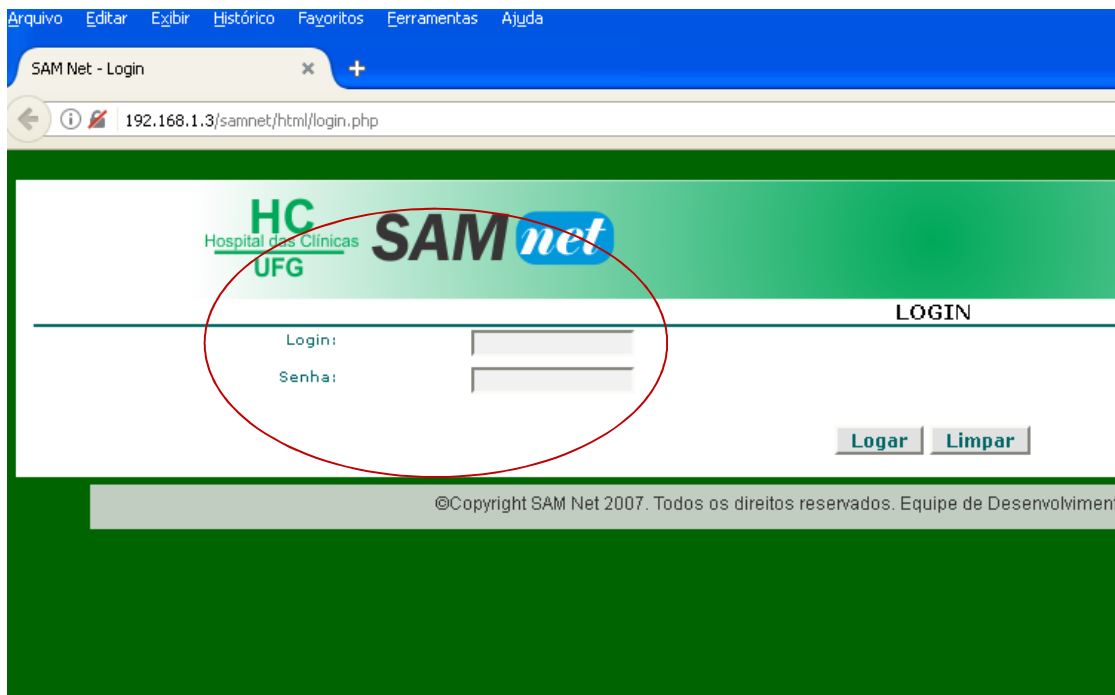 Arquivo Editar Exibir Histórico Favoritos Ferramentas Ajuda
SAM Net - Login
192.168.1.3/samnet/html/login.php
HC
Hospital das Clínicas
UFG
SAM net
LOGIN
Login:
Senha:
Logar Limpar
©Copyright SAM Net 2007. Todos os direitos reservados. Equipe de Desenvolvimen